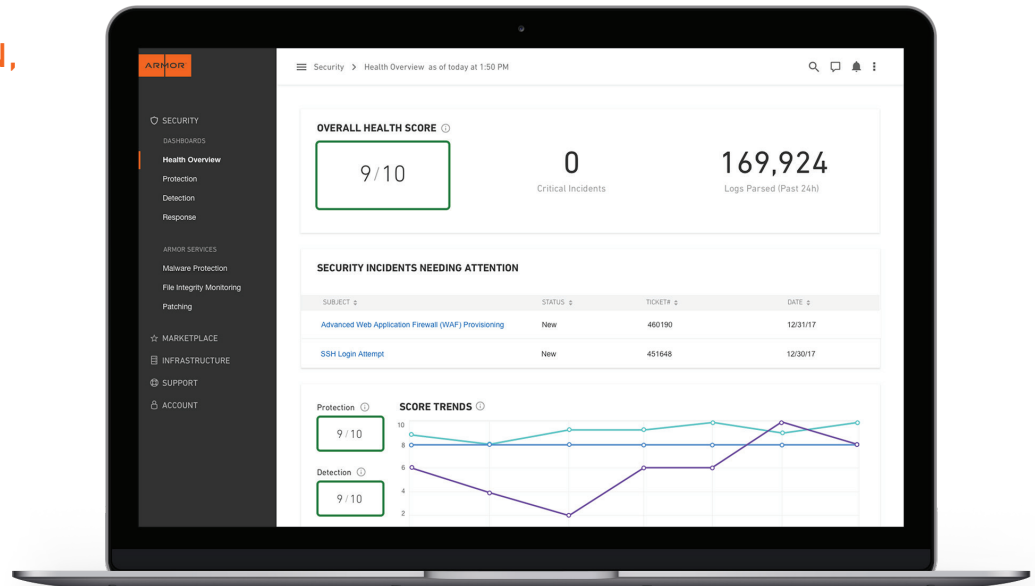 N,
ARMOR
Security > Health Overview as of today at 1:50 PM
SECURITY
DASHBOARDS
Health Overview
Protection
Detection
Response
ARMOR SERVICES
Malware Protection
File Integrity Monitoring
Patching
MARKETPLACE
INFRASTRUCTURE
SUPPORT
ACCOUNT
OVERALL HEALTH SCORE
9/10
0
Critical Incidents
169,924
Logs Parsed (Past 24h)
SECURITY INCIDENTS NEEDING ATTENTION
SUBJECT STATUS TICKET# DATE
Advanced Web Application Firewall (WAF) Provisioning New 460190 12/31/17
SSH Login Attempt New 451648 12/30/17
Protection
9/10
Detection
9/10
SCORE TRENDS
10
8
6
4
2